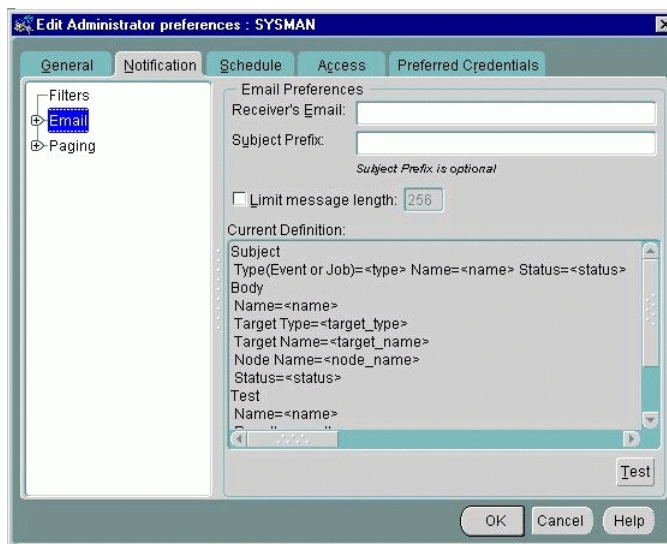 Edit Administrator preferences : SYSMAN
General Notification Schedule Access Preferred Credentials
Filters
Email
Paging
Email Preferences
Receiver's Email:
Subject Prefix:
Subject Prefix is optional
Limit message length: 256
Current Definition:
Subject
Type(Event or Job)=<type> Name=<name> Status=<status>
Body
Name=<name>
Target Type=<target_type>
Target Name=<target_name>
Node Name=<node_name>
Status=<status>
Test
Name=<name>
Test
OK Cancel Help